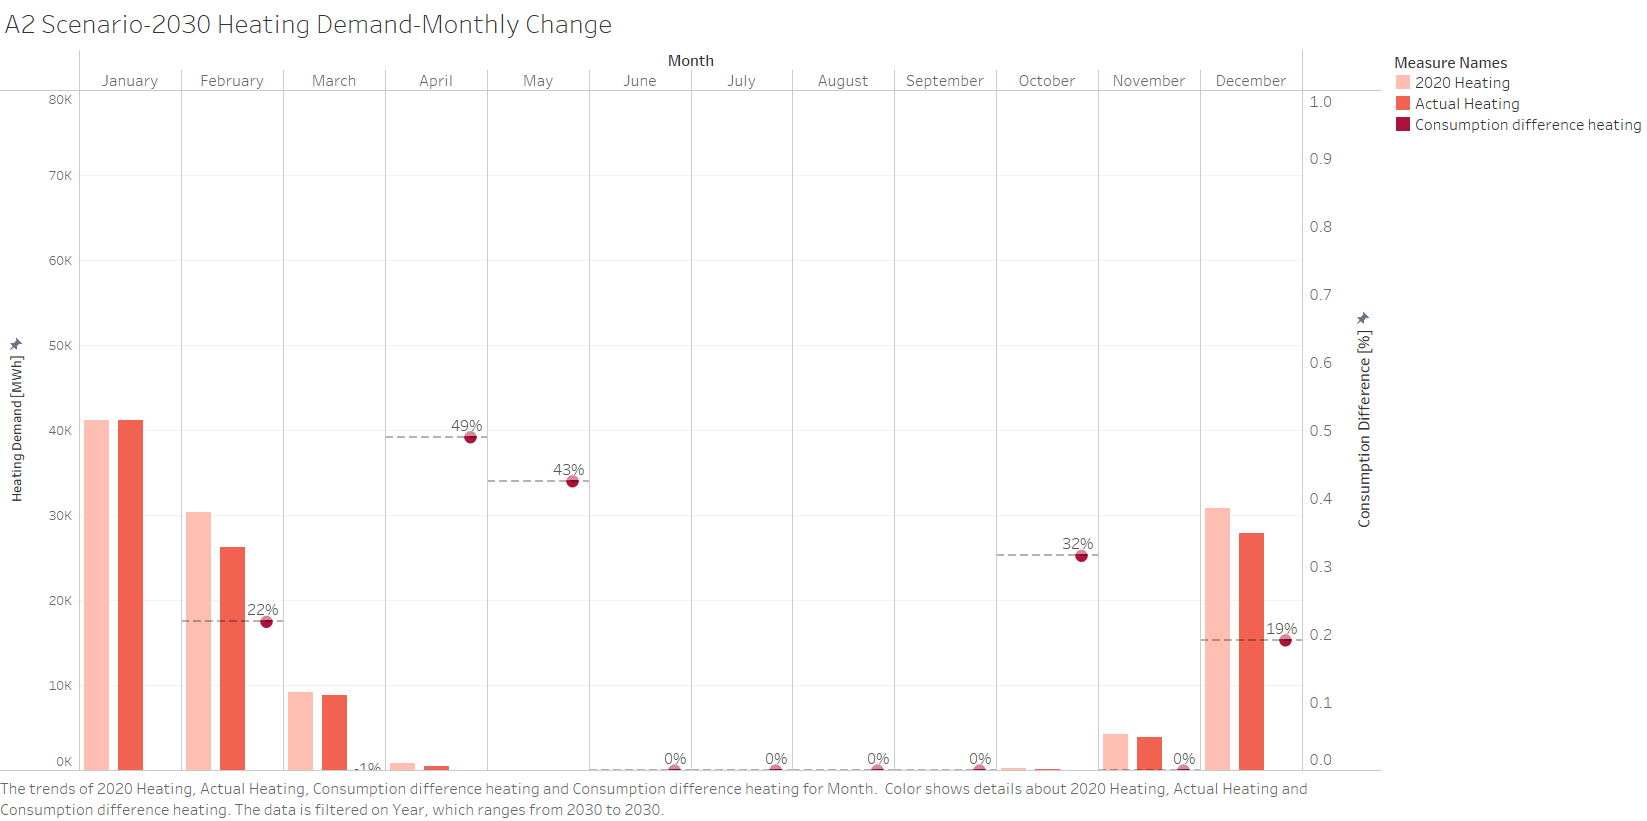 A2 Scenario-2030 Heating Demand-Monthly Change
Month
January February March April May June July August September October November December
Measure Names
2020 Heating
Actual Heating
Consumption difference heating
80K
70K
60K
50K
40K
30K
20K
10K
0K
Heating Demand [MWh]
22%
-1%
49%
43%
0%
0%
0%
0%
32%
0%
19%
1.0
0.9
0.8
0.7
0.6
0.5
0.4
0.3
0.2
0.1
0.0
Consumption Difference [%]
The trends of 2020 Heating, Actual Heating, Consumption difference heating and Consumption difference heating for Month. Color shows details about 2020 Heating, Actual Heating and
Consumption difference heating. The data is filtered on Year, which ranges from 2030 to 2030.